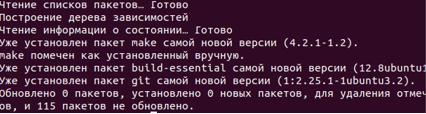 Чтение списков пакетов… Готово
Построение дерева зависимостей
Чтение информации о состоянии… Готово
Уже установлен пакет make самой новой версии (4.2.1-1.2).
make помечен как установленный вручную.
Уже установлен пакет build-essential самой новой версии (12.8ubuntu1
Уже установлен пакет git самой новой версии (1:2.25.1-1ubuntu3.2).
Обновлено 0 пакетов, установлено 0 новых пакетов, для удаления отмеч
ов, и 115 пакетов не обновлено.